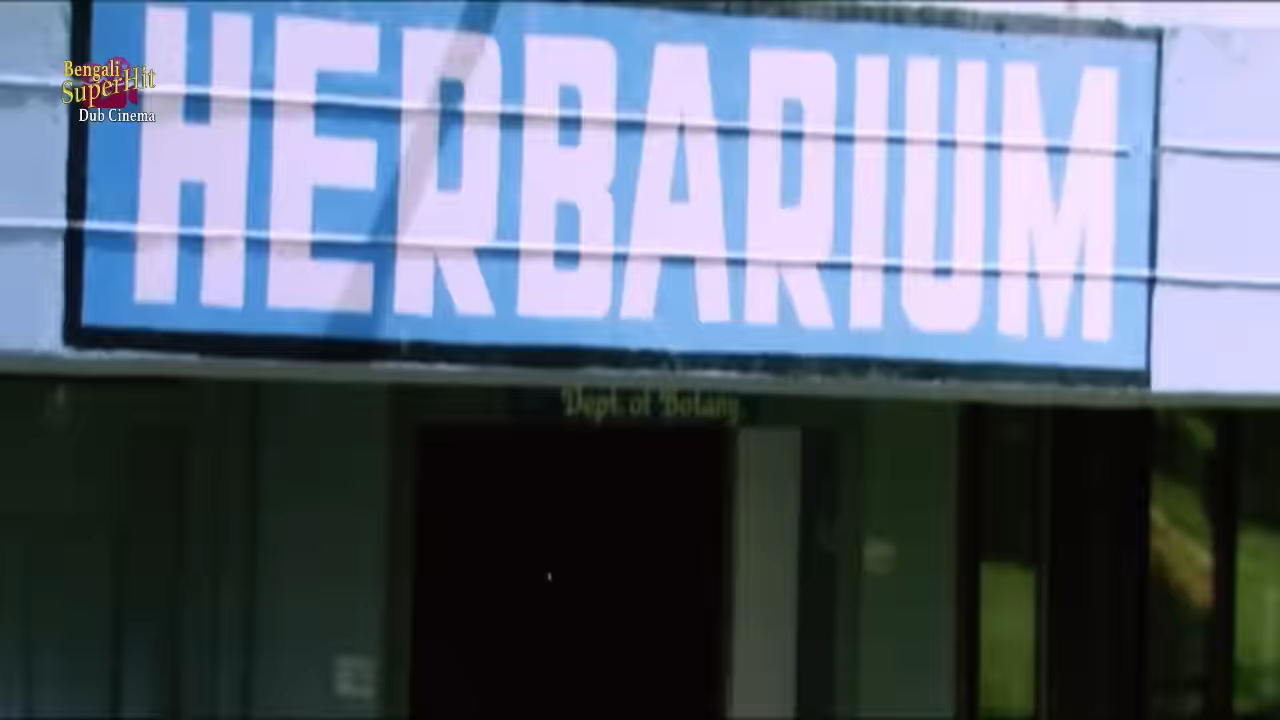 Bengali
SuperHit
Dub Cinema
HERBARIUM
Dept. of Botany.